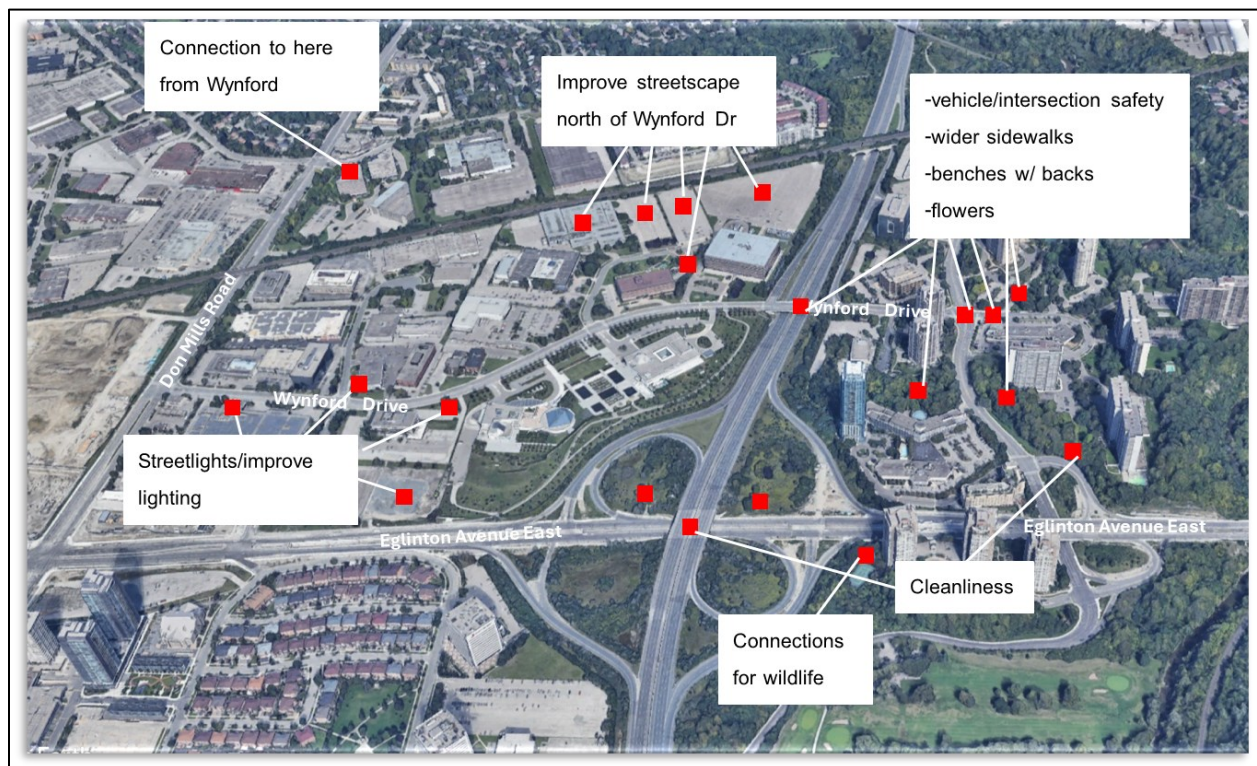 Connection to here
from Wynford
Improve streetscape
north of Wynford Dr
-vehicle/intersection safety
-wider sidewalks
-benches w/ backs
-flowers
Don Mills Road
Wynford Drive
Wynford Drive
Streetlights/improve
lighting
Eglinton Avenue East
Eglinton Avenue East
Cleanliness
Connections
for wildlife